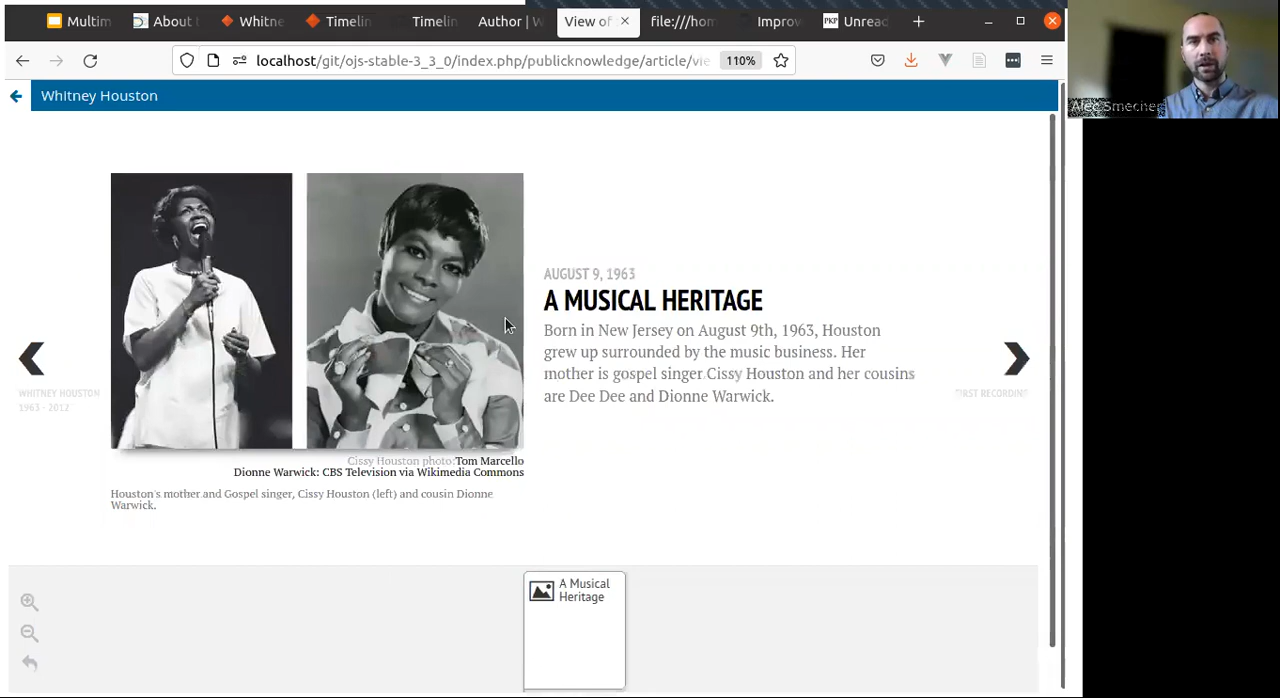 Multim
About
Whitne
Timelin
Timelin
Author | W
View of
file:///hom
Improv
PKP
Unread
localhost/git/ojs-stable-3_3_0/index.php/publicknowledge/article/vie
110%
Alec Smecher
WhItney Houston
AUGUST 9, 1963
A MUSICAL HERITAGE
Born in New Jersey on August 9th, 1963, Houston
grew up surrounded by the music business. Her
mother is gospel singer Cissy Houston and her cousins
are Dee Dee and Dionne Warwick.
WHITNEY HOUSTON
1963 - 2012
FIRST RECORDING
Cissy Houston photo:Tom Marcello
Dionne Warwick: CBS Television via Wikimedia Commons
Houston's mother and Gospel singer, Cissy Houston (left) and cousin Dionne
Warwick.
A Musical
Heritage